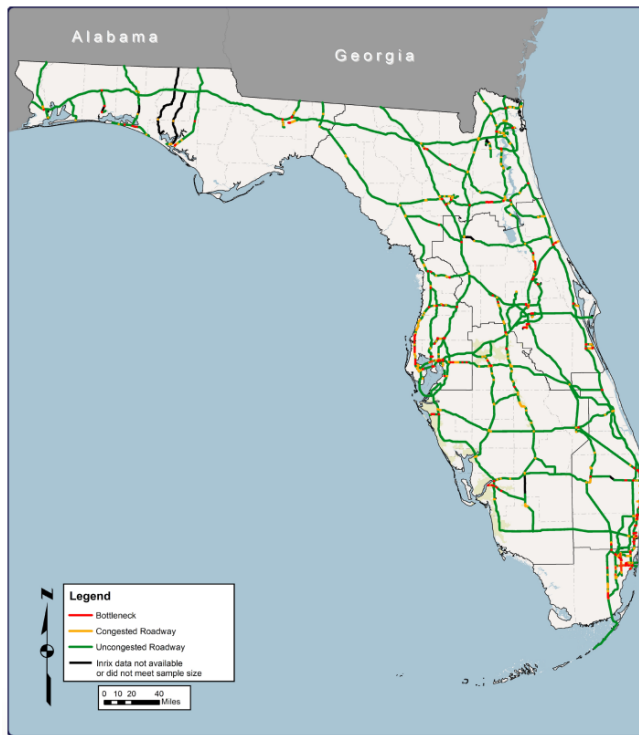 Alabama
Georgia
N
Legend
Bottleneck
Congested Roadway
Uncongested Roadway
Inrix data not available
or did not meet sample size
0 10 20 40
Miles